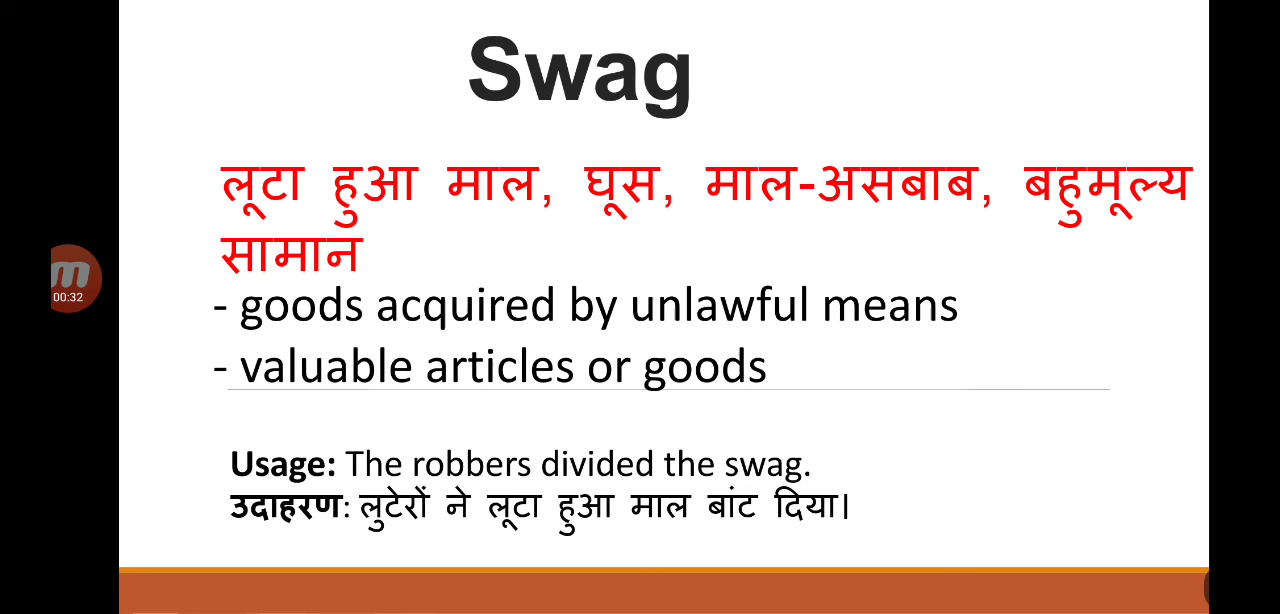 Swag
लूटा हुआ माल, घूस, माल-असबाब, बहुमूल्य
सामान
- goods acquired by unlawful means
- valuable articles or goods
00:32
Usage: The robbers divided the swag.
उदाहरण: लुटेरों ने लूटा हुआ माल बांट दिया।